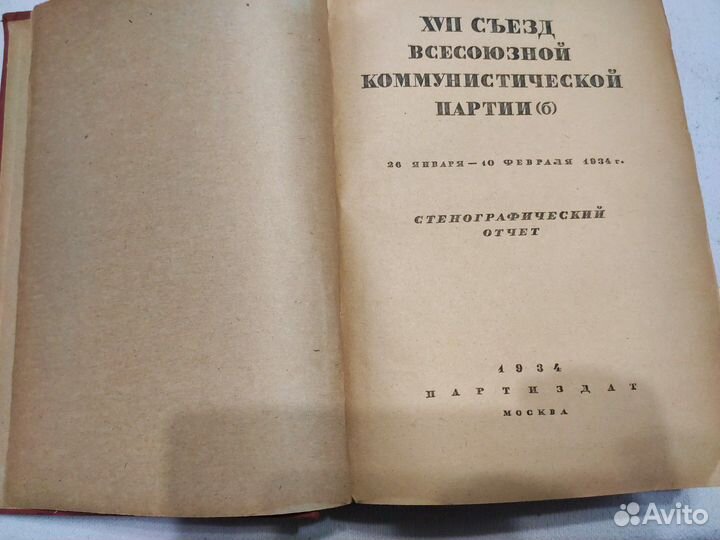 XVII СЪЕЗД
ВСЕСОЮЗНОЙ
КОММУНИСТИЧЕСКОЙ
ПАРТИИ (б)
26 ЯНВАРЯ — 10 ФЕВРАЛЯ 1934 г.
СТЕНОГРАФИЧЕСКИЙ
ОТЧЕТ
1934
ПАРТИЗДАТ
МОСКВА
Avito